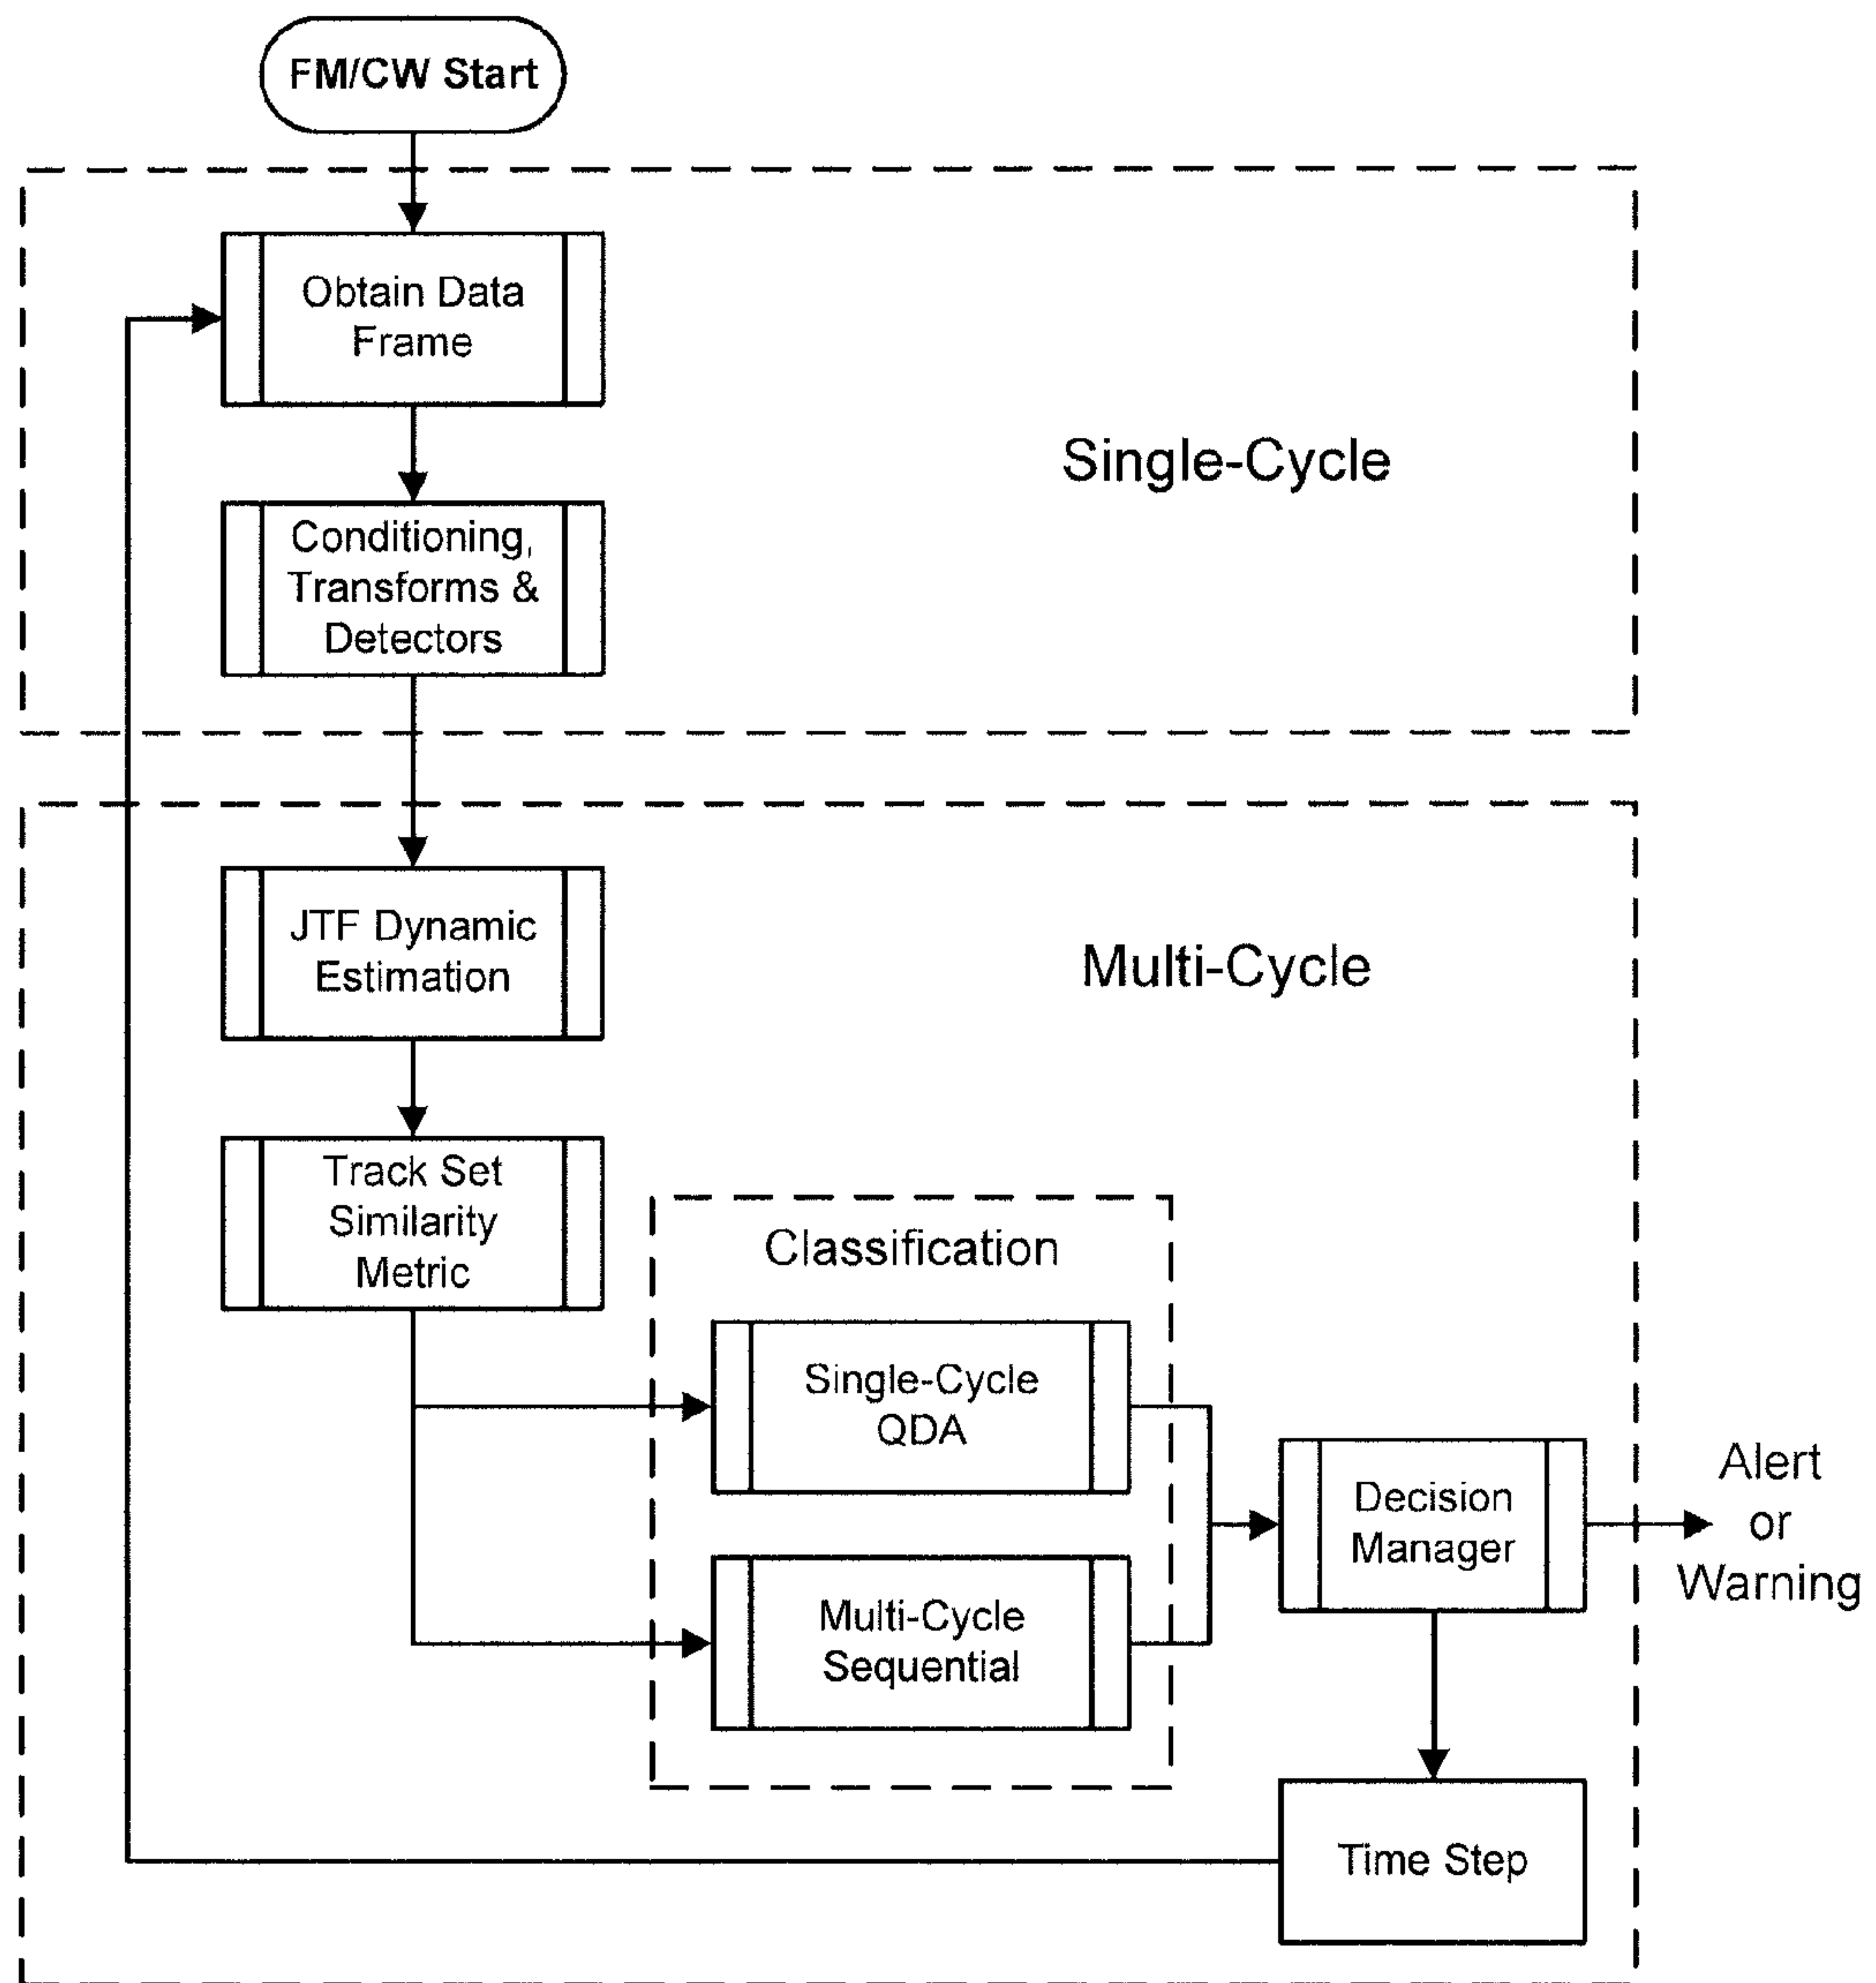 FM/CW Start
Obtain Data
Frame
Single-Cycle
Conditioning,
Transforms &
Detectors
JTF Dynamic
Estimation
Multi-Cycle
Track Set
Similarity
Metric
Classification
Single-Cycle
QDA
Multi-Cycle
Sequential
Decision
Manager
Alert
or
Warning
Time Step